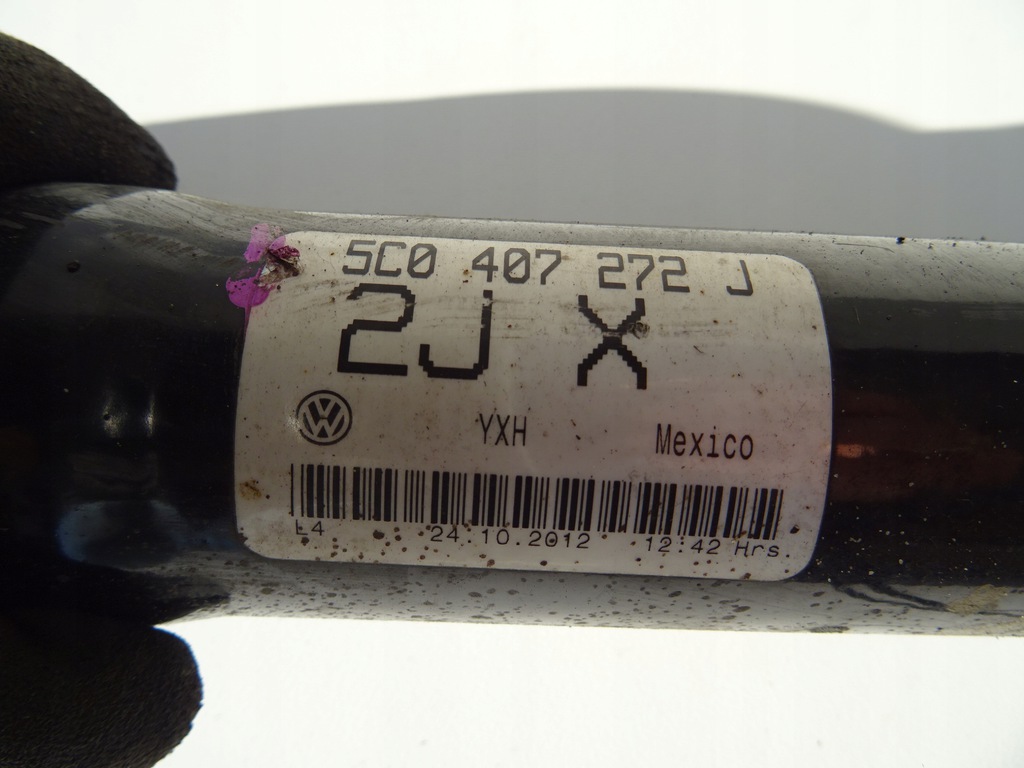 5C0 407 272 J
2J X
YXH Mexico
L4 24.10.2012 12:42 Hrs.